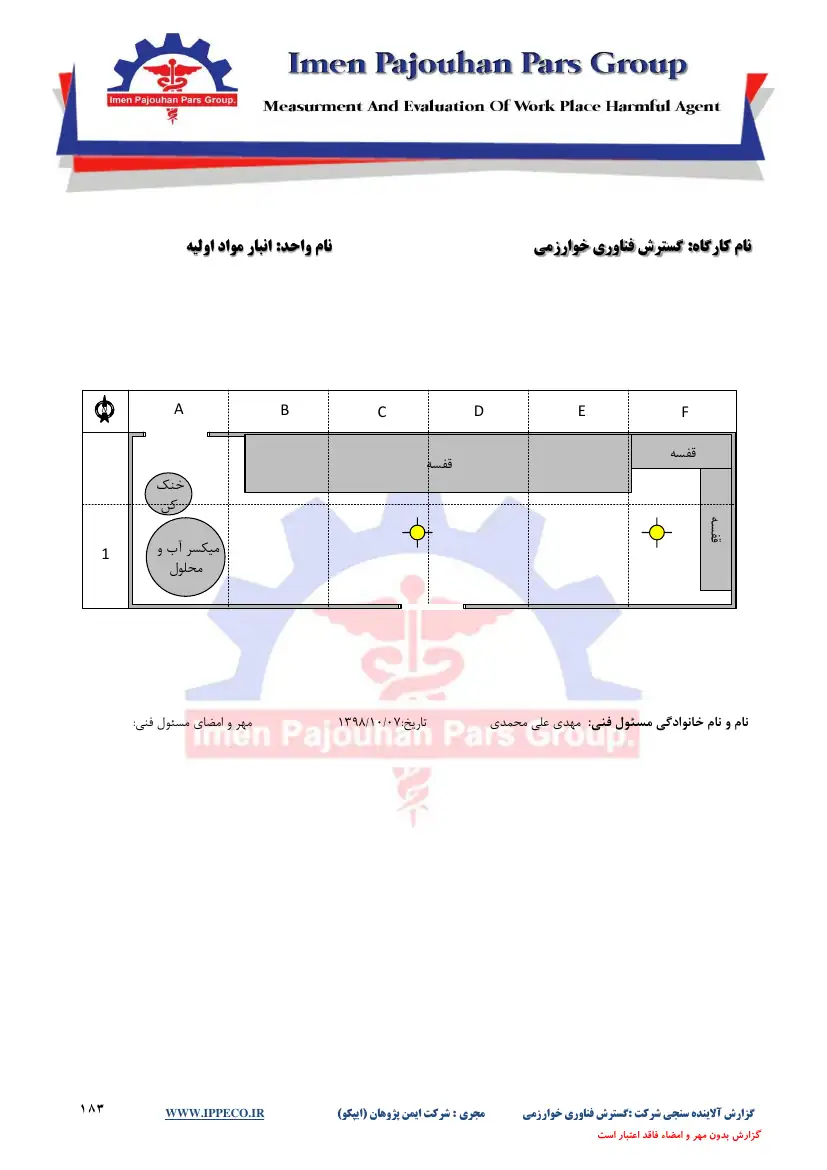 Imen Pajouhan Pars Group
Measurment And Evaluation Of Work Place Harmful Agent
Imen Pajouhan Pars Group.
نام کارگاه: گسترش فناوری خوارزمی نام واحد: انبار مواد اولیه
A B C D E F
قفسه
قفسه
خنک
کن
قفسه
1
میکسر آب و
محلول
نام و نام خانوادگی مسئول فنی: مهدی علی محمدی تاریخ:۱۳۹۸/۱۰/۰۷ مهر و امضای مسئول فنی:
Imen Pajouhan Pars Group.
گزارش آلاینده سنجی شرکت :گسترش فناوری خوارزمی مجری : شرکت ایمن پژوهان (ایپکو) WWW.IPPECO.IR ۱۸۳
گزارش بدون مهر و امضاء فاقد اعتبار است